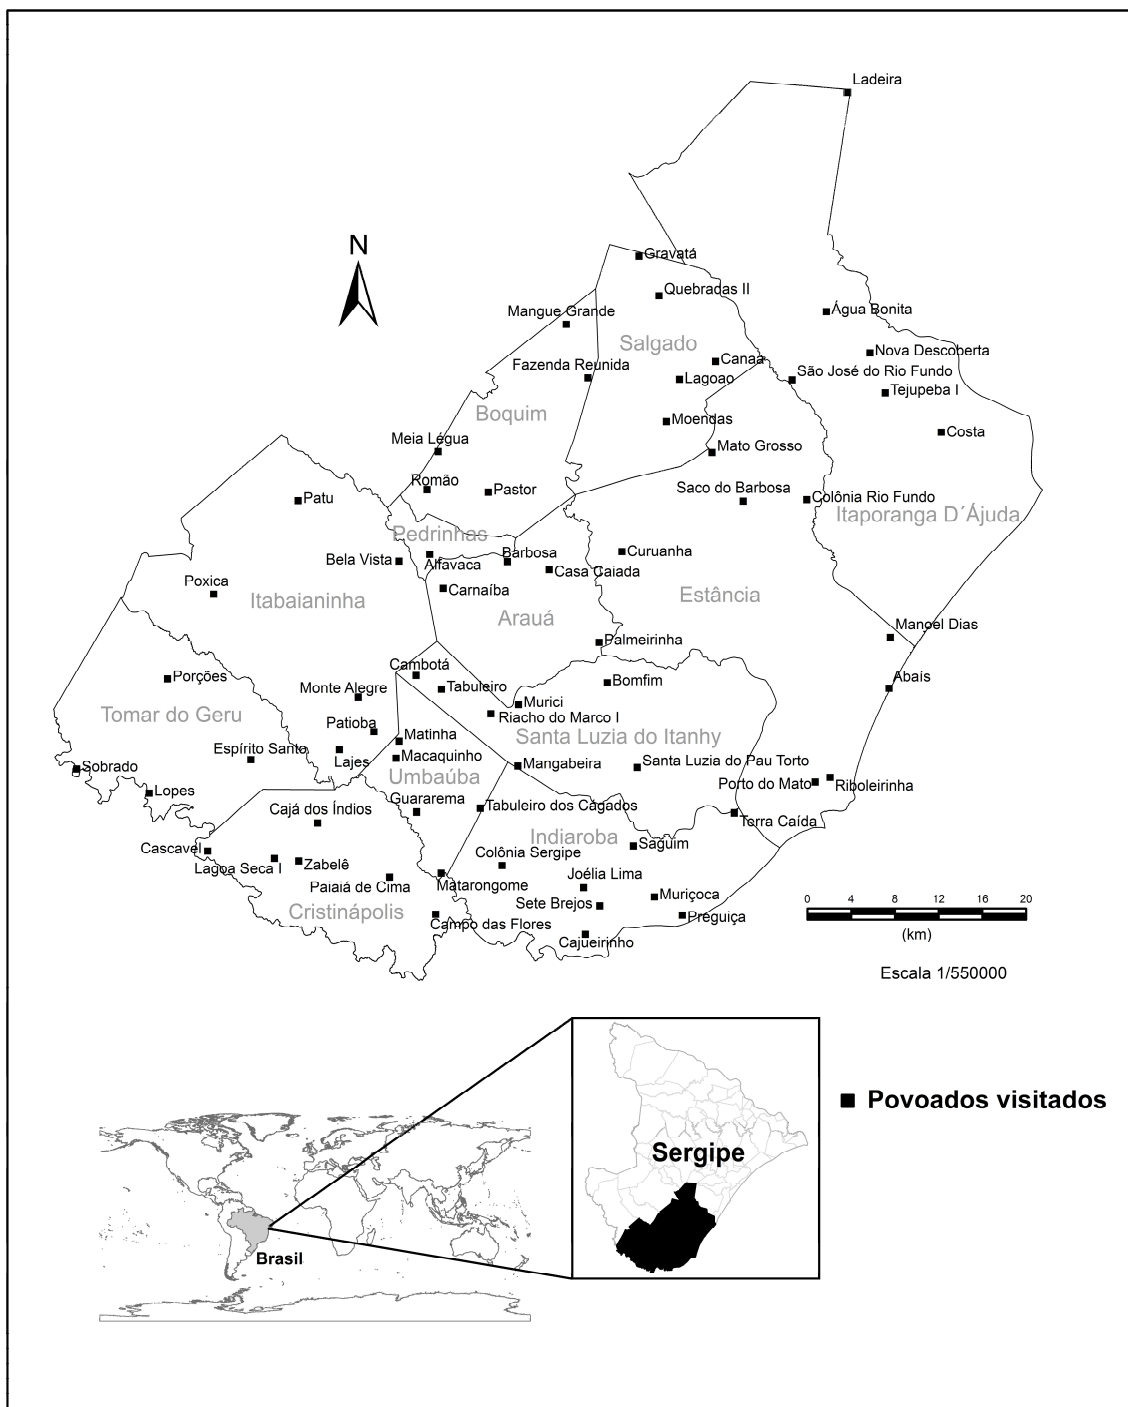 Ladeira
N
Gravatá
Quebradas II
Água Bonita
Mangue Grande
Salgado
Nova Descoberta
Canaa
Fazenda Reunida
São José do Rio Fundo
Lagoao
Tejupeba I
Boquim
Moendas
Costa
Meia Légua
Mato Grosso
Romão
Pastor
Saco do Barbosa
Colônia Rio Fundo
Patu
Itaporanga D´Ájuda
Pedrinhas
Bela Vista
Alfavaca
Barbosa
Curuanha
Casa Caiada
Poxica
Carnaíba
Itabaianinha
Arauá
Estância
Palmeirinha
Manoel Dias
Cambotá
Porções
Monte Alegre
Tabuleiro
Bomfim
Abaís
Murici
Tomar do Geru
Riacho do Marco I
Patioba
Matinha
Santa Luzia do Itanhy
Espírito Santo
Lajes
Macaquinho
Mangabeira
Santa Luzia do Pau Torto
Sobrado
Umbaúba
Porto do Mato
Riboleirinha
Lopes
Guararema
Cajá dos Índios
Tabuleiro dos Cágados
Terra Caída
Indiaroba
Saguim
Cascavel
Colônia Sergipe
Lagoa Seca I
Zabelê
Joélia Lima
Paiaiá de Cima
Matarongome
Muriçoca
Sete Brejos
Cristinápolis
Preguiça
Campo das Flores
Cajueirinho
0 4 8 12 16 20
(km)
Escala 1/550000
Povoados visitados
Sergipe
Brasil